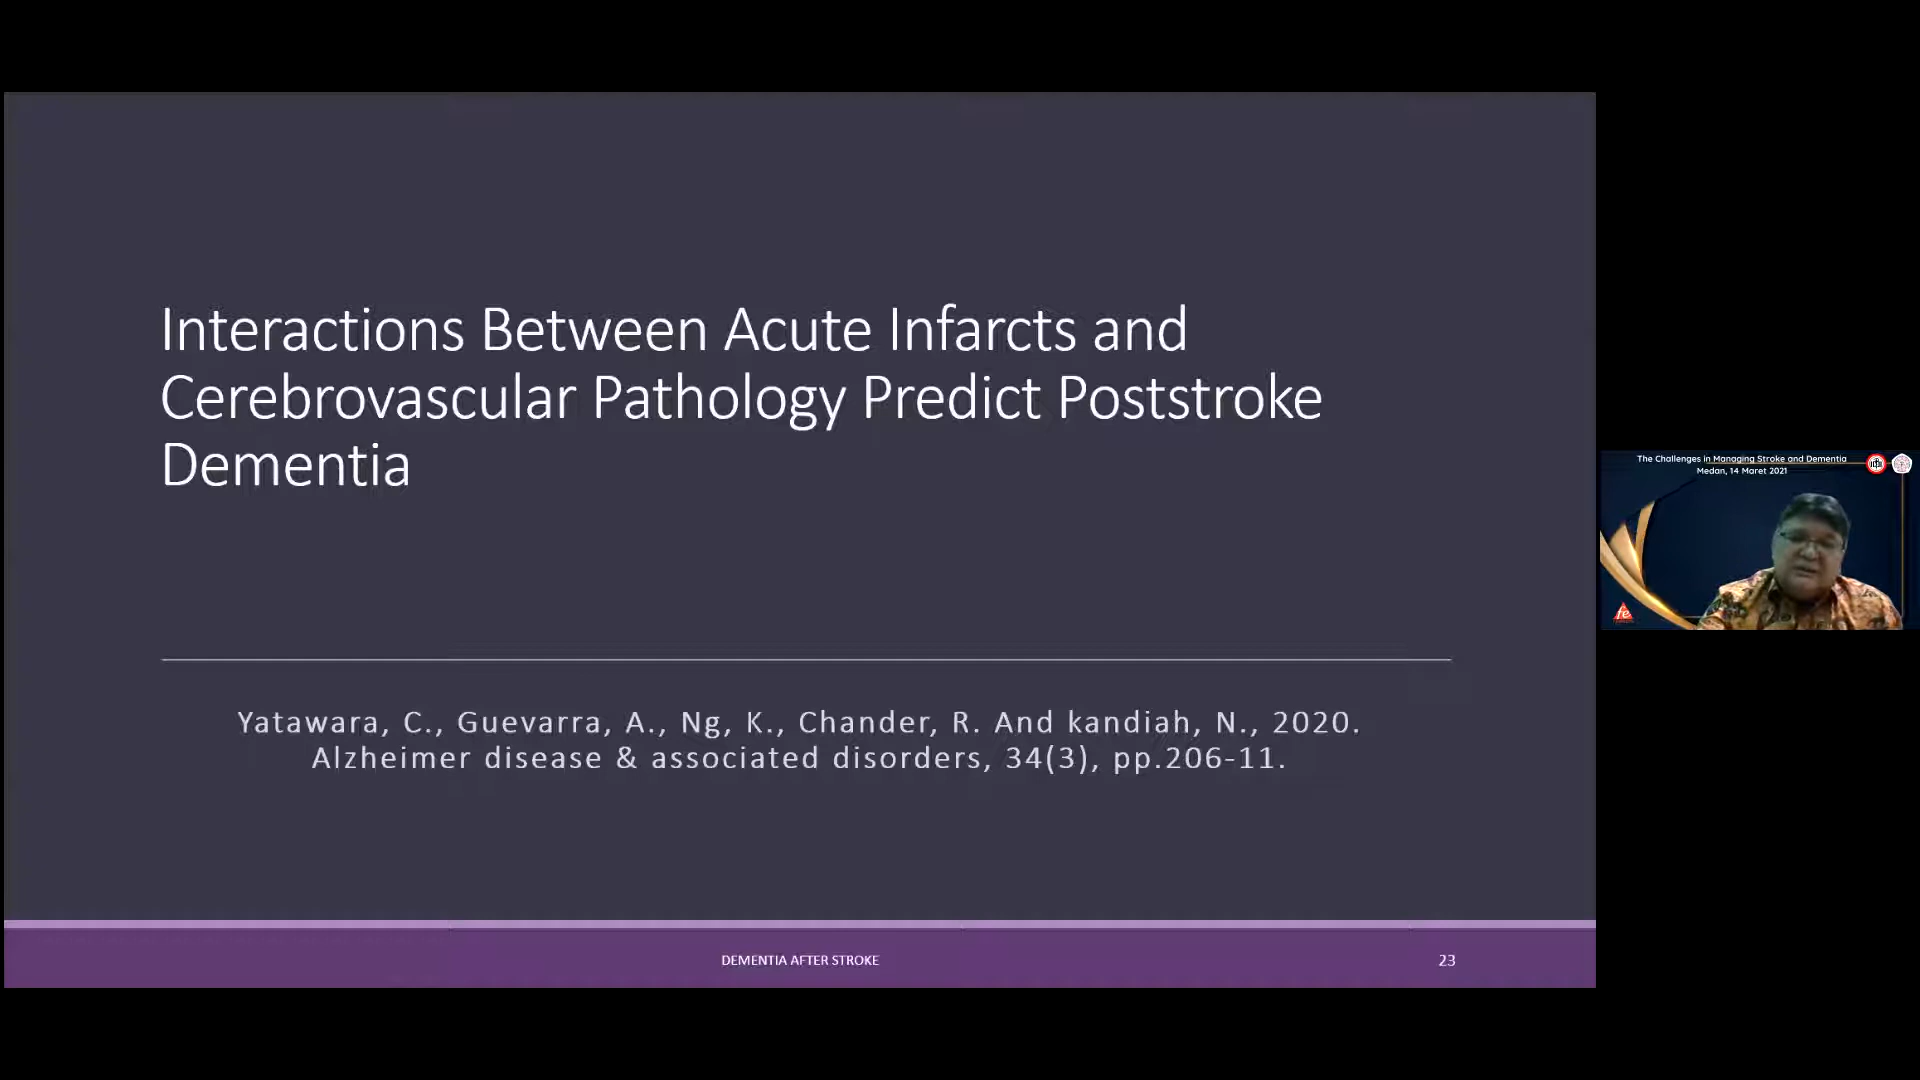 Interactions Between Acute Infarcts and
Cerebrovascular Pathology Predict Poststroke
Dementia
Yatawara, C., Guevarra, A., Ng, K., Chander, R. And kandiah, N., 2020.
Alzheimer disease & associated disorders, 34(3), pp.206-11.
DEMENTIA AFTER STROKE
23
The Challenges in Managing Stroke and Dementia
Medan, 14 Maret 2021
fe